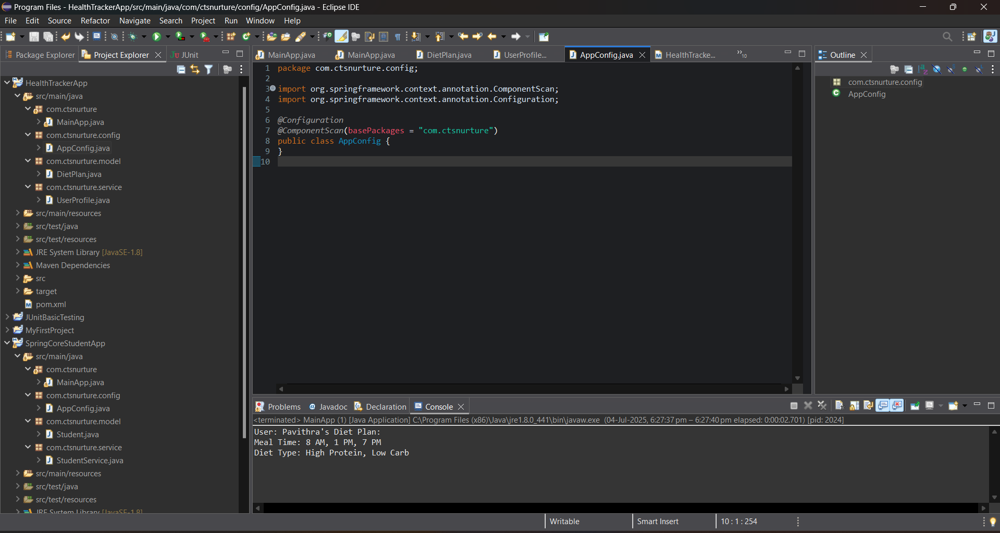 Program Files - HealthTrackerApp/src/main/java/com/ctsnurture/config/AppConfig.java - Eclipse IDE
File Edit Source Refactor Navigate Search Project Run Window Help
Package Explorer
Project Explorer
JUnit
HealthTrackerApp
src/main/java
com.ctsnurture
MainApp.java
com.ctsnurture.config
AppConfig.java
com.ctsnurture.model
DietPlan.java
com.ctsnurture.service
UserProfile.java
src/main/resources
src/test/java
src/test/resources
JRE System Library [JavaSE-1.8]
Maven Dependencies
src
target
pom.xml
JUnitBasicTesting
MyFirstProject
SpringCoreStudentApp
src/main/java
com.ctsnurture
MainApp.java
com.ctsnurture.config
AppConfig.java
com.ctsnurture.model
Student.java
com.ctsnurture.service
StudentService.java
src/main/resources
src/test/java
src/test/resources
JRE System Library [JavaSE-1.8]
MainApp.java MainApp.java DietPlan.java UserProfile... AppConfig.java HealthTracke... »10
1 package com.ctsnurture.config;
2
3 import org.springframework.context.annotation.ComponentScan;
4 import org.springframework.context.annotation.Configuration;
5
6 @Configuration
7 @ComponentScan(basePackages = "com.ctsnurture")
8 public class AppConfig {
9 }
10
Outline
com.ctsnurture.config
AppConfig
Problems @ Javadoc Declaration Console
<terminated> MainApp (1) [Java Application] C:\Program Files (x86)\Java\jre1.8.0_441\bin\javaw.exe (04-Jul-2025, 6:27:37 pm – 6:27:40 pm elapsed: 0:00:02.701) [pid: 2024]
User: Pavithra's Diet Plan:
Meal Time: 8 AM, 1 PM, 7 PM
Diet Type: High Protein, Low Carb
Writable
Smart Insert
10 : 1 : 254